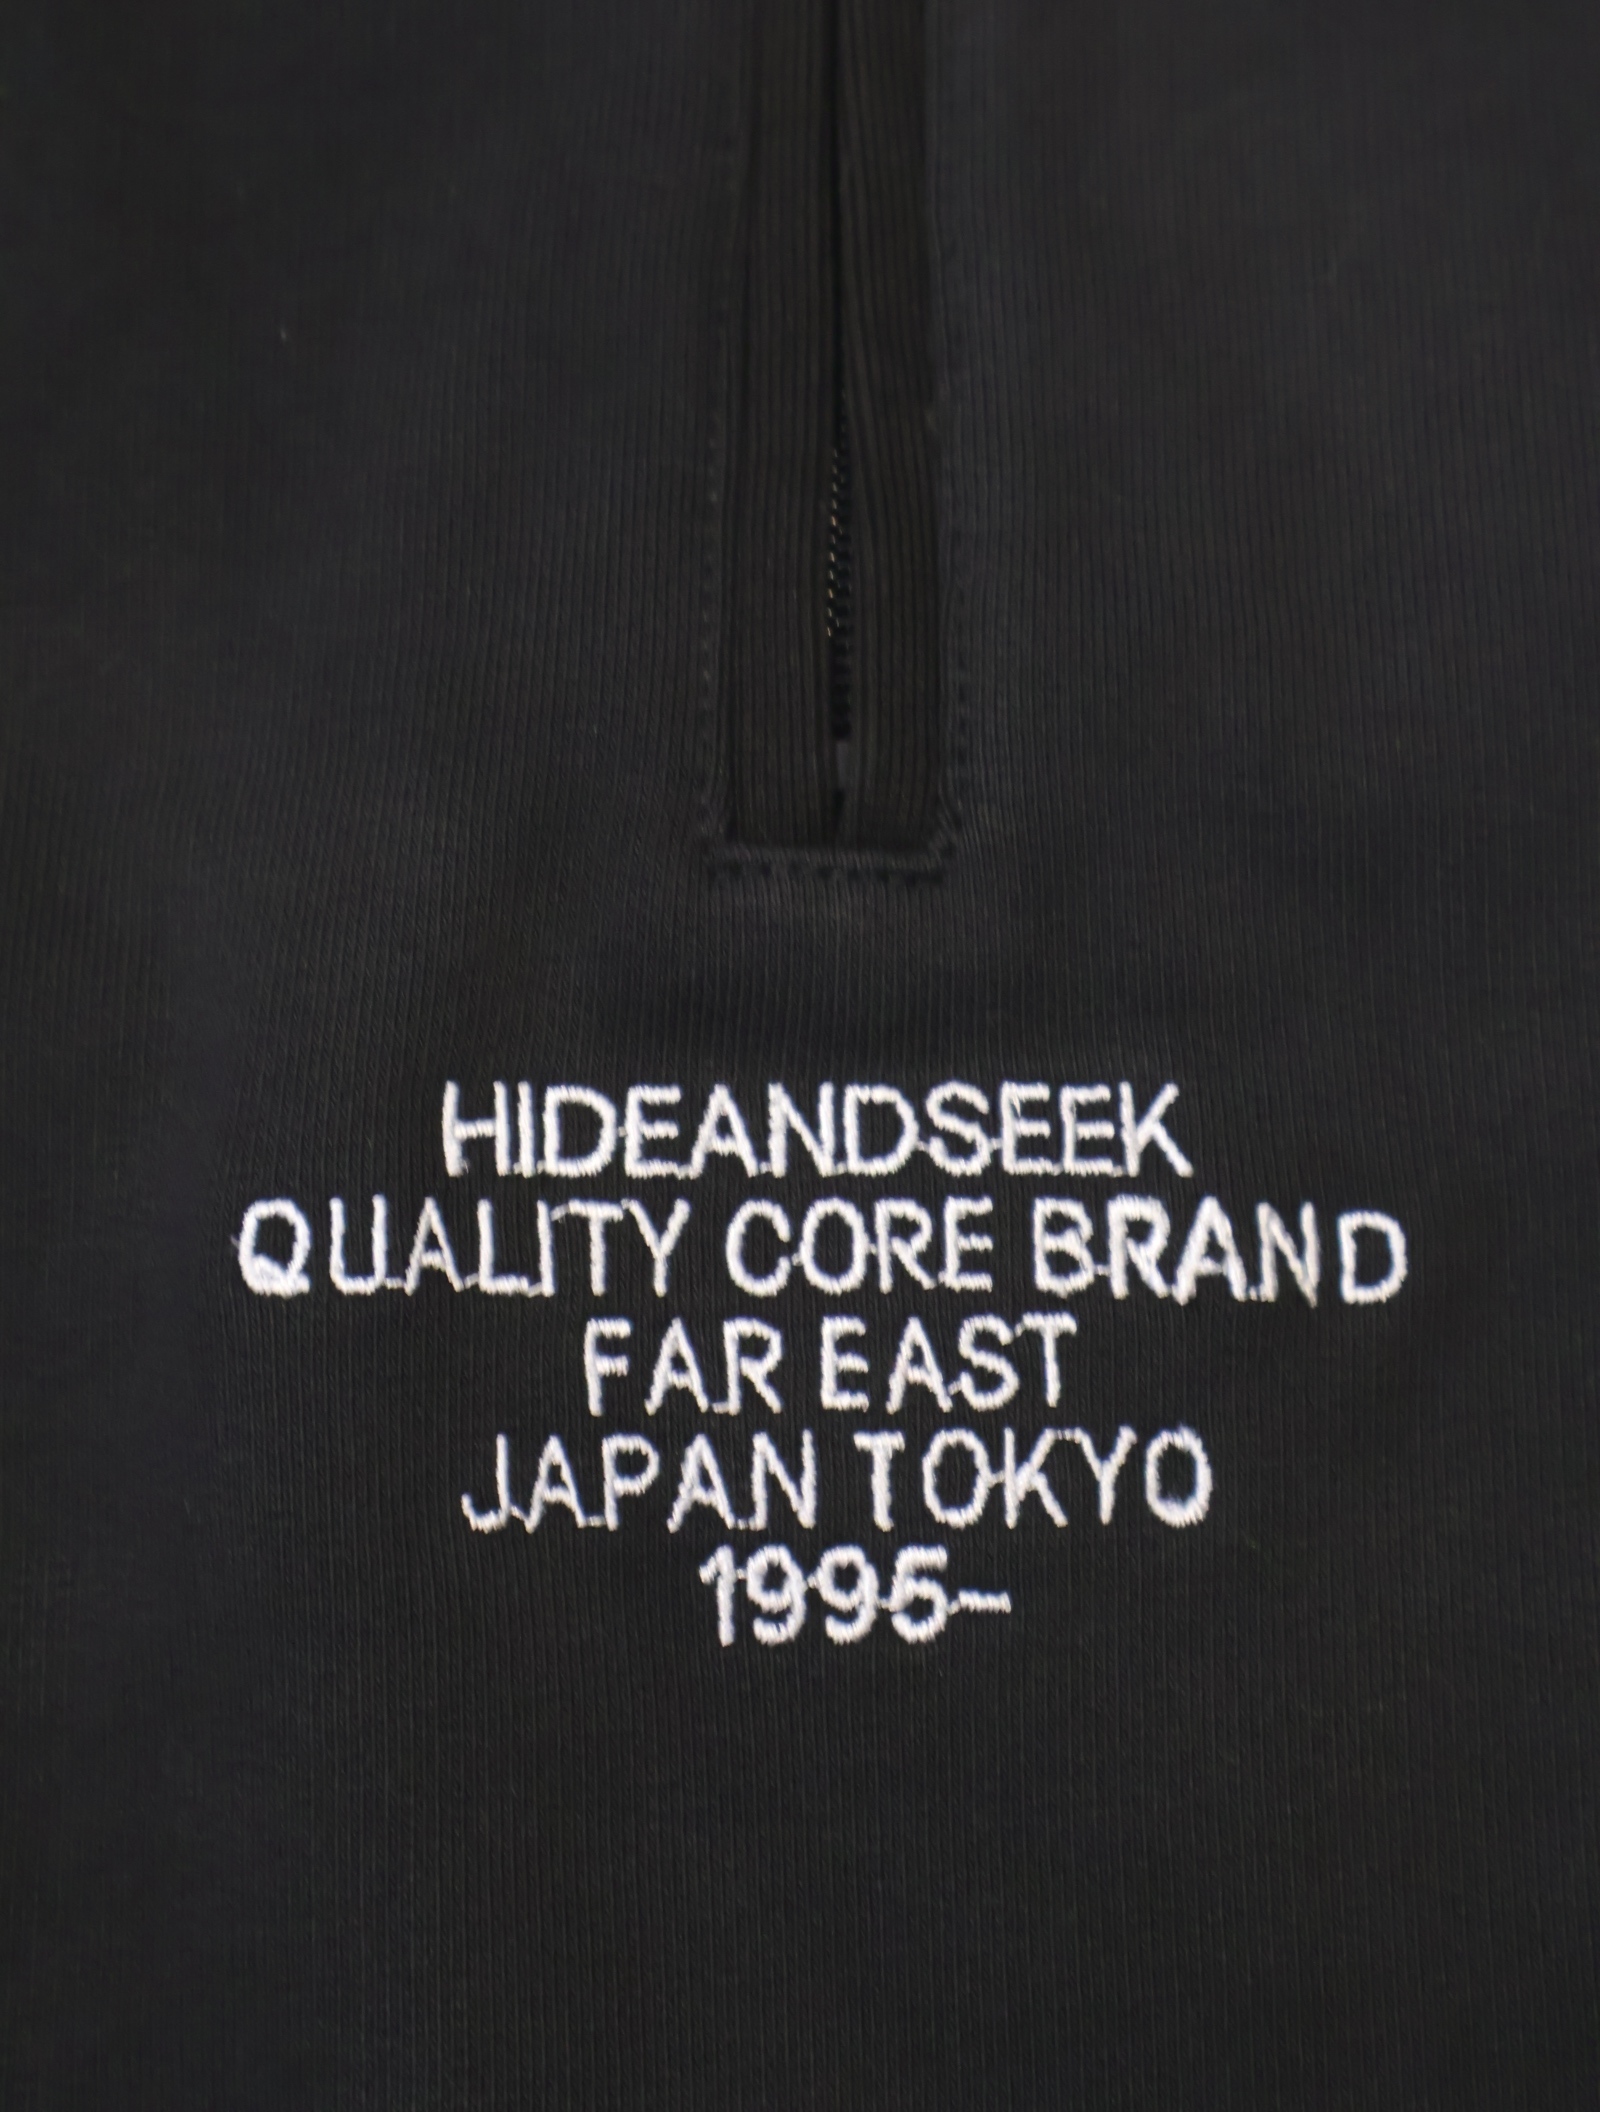 HIDEANDSEEK
QUALITY CORE BRAND
FAR EAST
JAPAN TOKYO
1995-